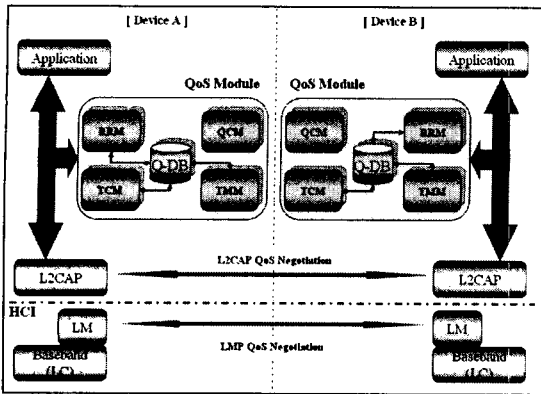 [ Device A ]
[ Device B ]
Application
Application
QoS Module
QoS Module
RRM
QCM
QCM
RRM
Q-DB
Q-DB
TCM
TMM
TCM
TMM
L2CAP QoS Negotiation
L2CAP
L2CAP
HCI
LM
LM
LMP QoS Negotiation
Baseband
(LC)
Baseband
(LC)